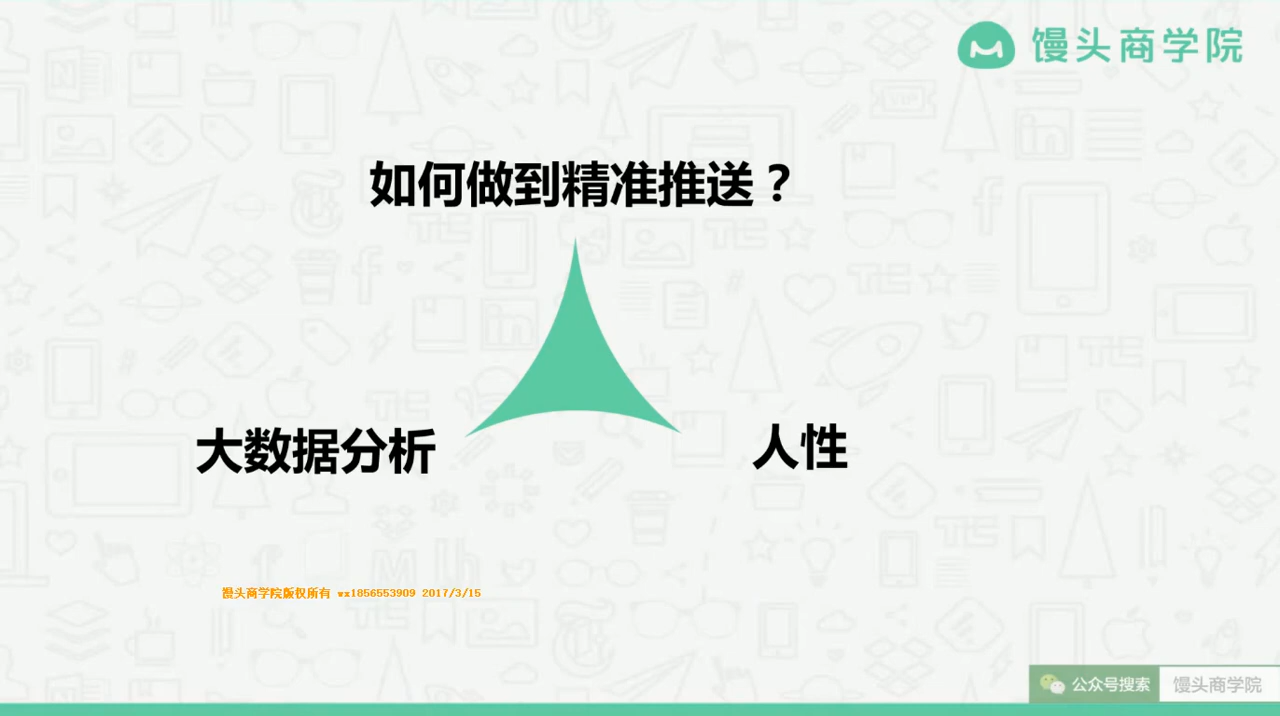 馒头商学院
如何做到精准推送？
大数据分析
人性
馒头商学院版权所有 wx1856553909 2017/3/15
公众号搜索 馒头商学院